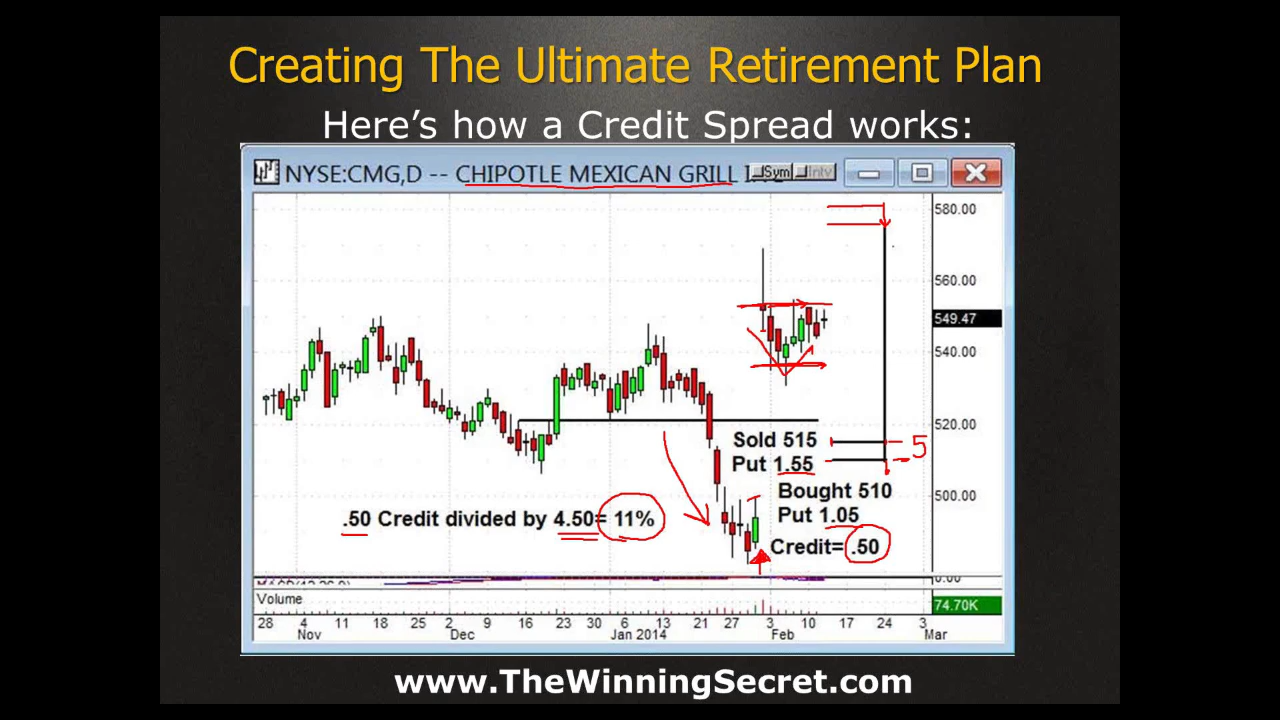 Creating The Ultimate Retirement Plan
Here's how a Credit Spread works:
NYSE:CMG,D -- CHIPOTLE MEXICAN GRILL
Sym Intv
580.00
560.00
549.47
540.00
520.00
Sold 515
Put 1.55
5
Bought 510
500.00
Put 1.05
.50 Credit divided by 4.50= 11%
Credit= .50
0.00
Volume
74.70K
28 4 11 18 25 2 9 16 23 30 6 13 21 27 3 10 17 24 3
Nov Dec Jan 2014 Feb Mar
www.TheWinningSecret.com